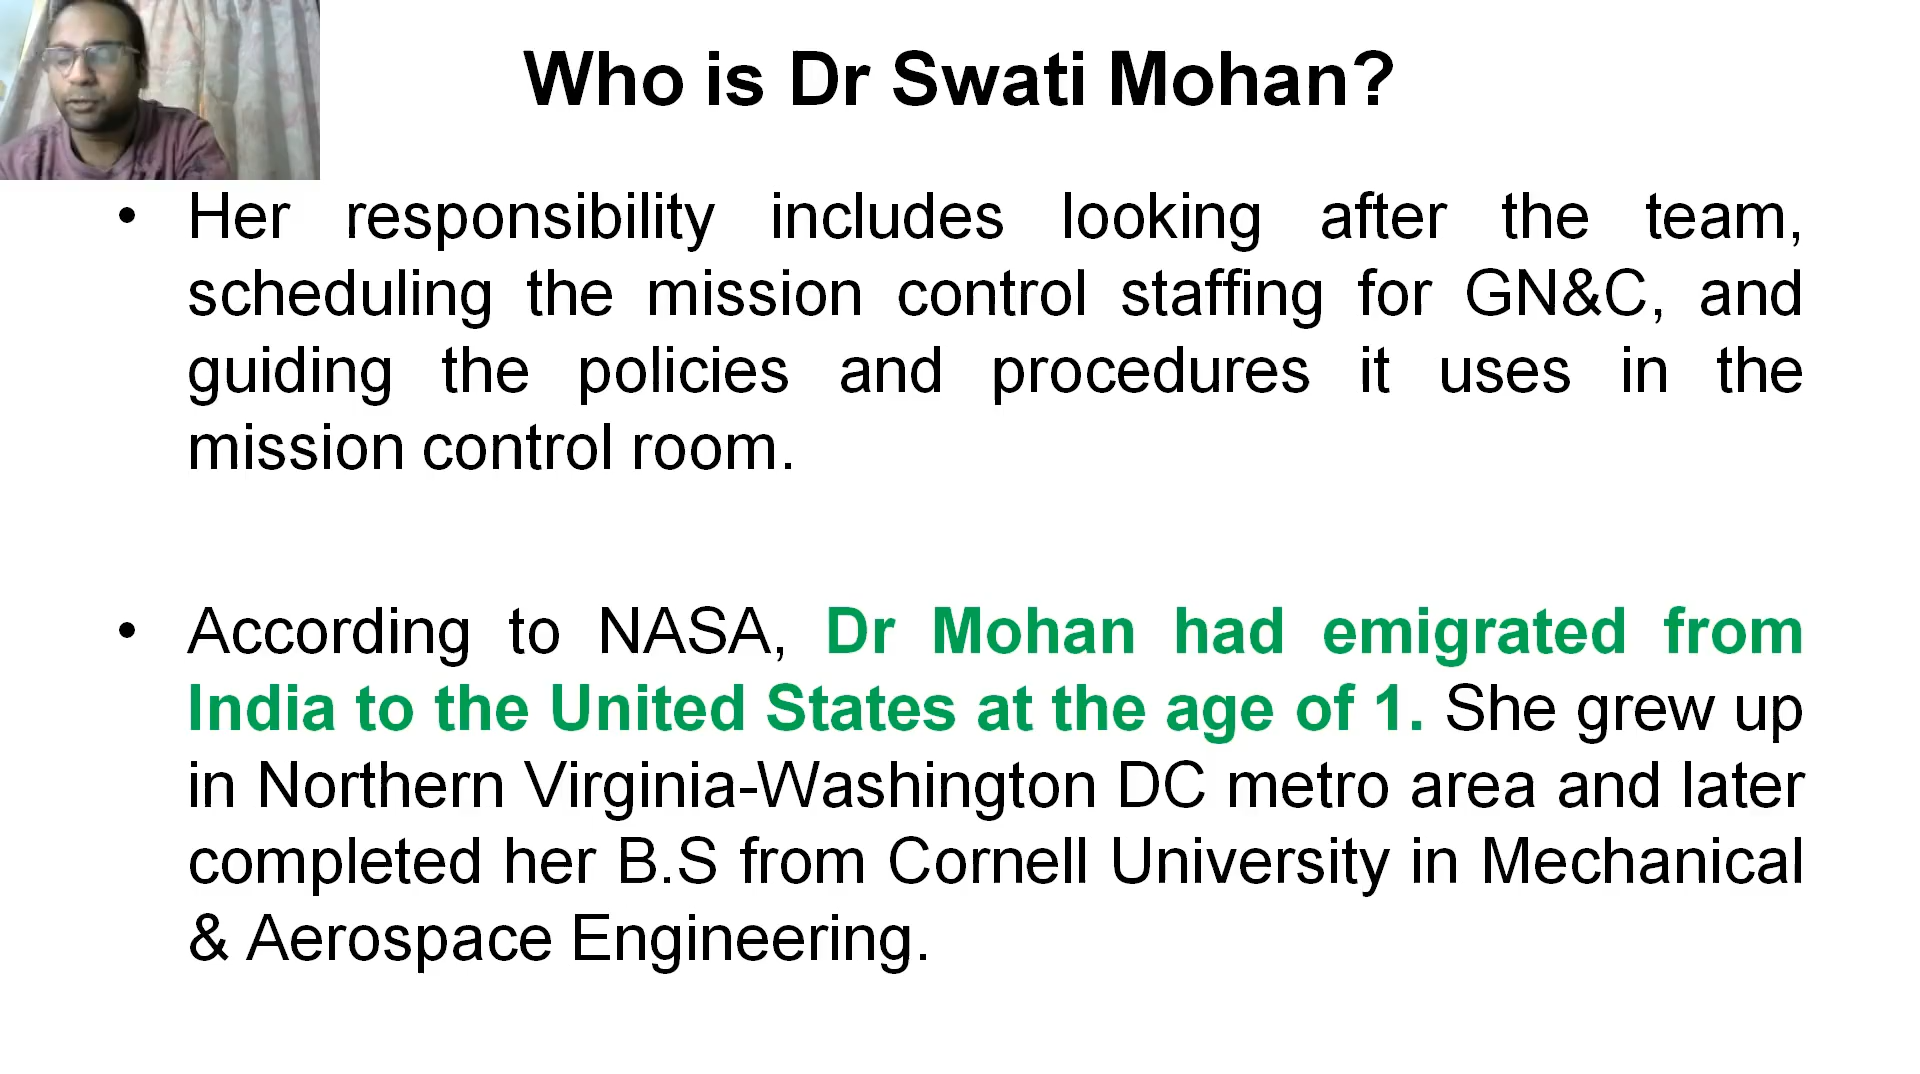 Who is Dr Swati Mohan?
• Her responsibility includes looking after the team,
scheduling the mission control staffing for GN&C, and
guiding the policies and procedures it uses in the
mission control room.
• According to NASA, Dr Mohan had emigrated from
India to the United States at the age of 1. She grew up
in Northern Virginia-Washington DC metro area and later
completed her B.S from Cornell University in Mechanical
& Aerospace Engineering.